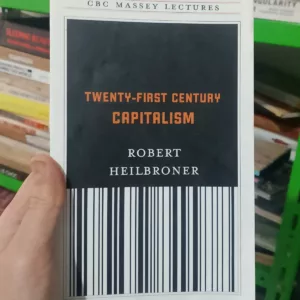 CBC MASSEY LECTURES
TWENTY-FIRST CENTURY
CAPITALISM
ROBERT
HEILBRONER